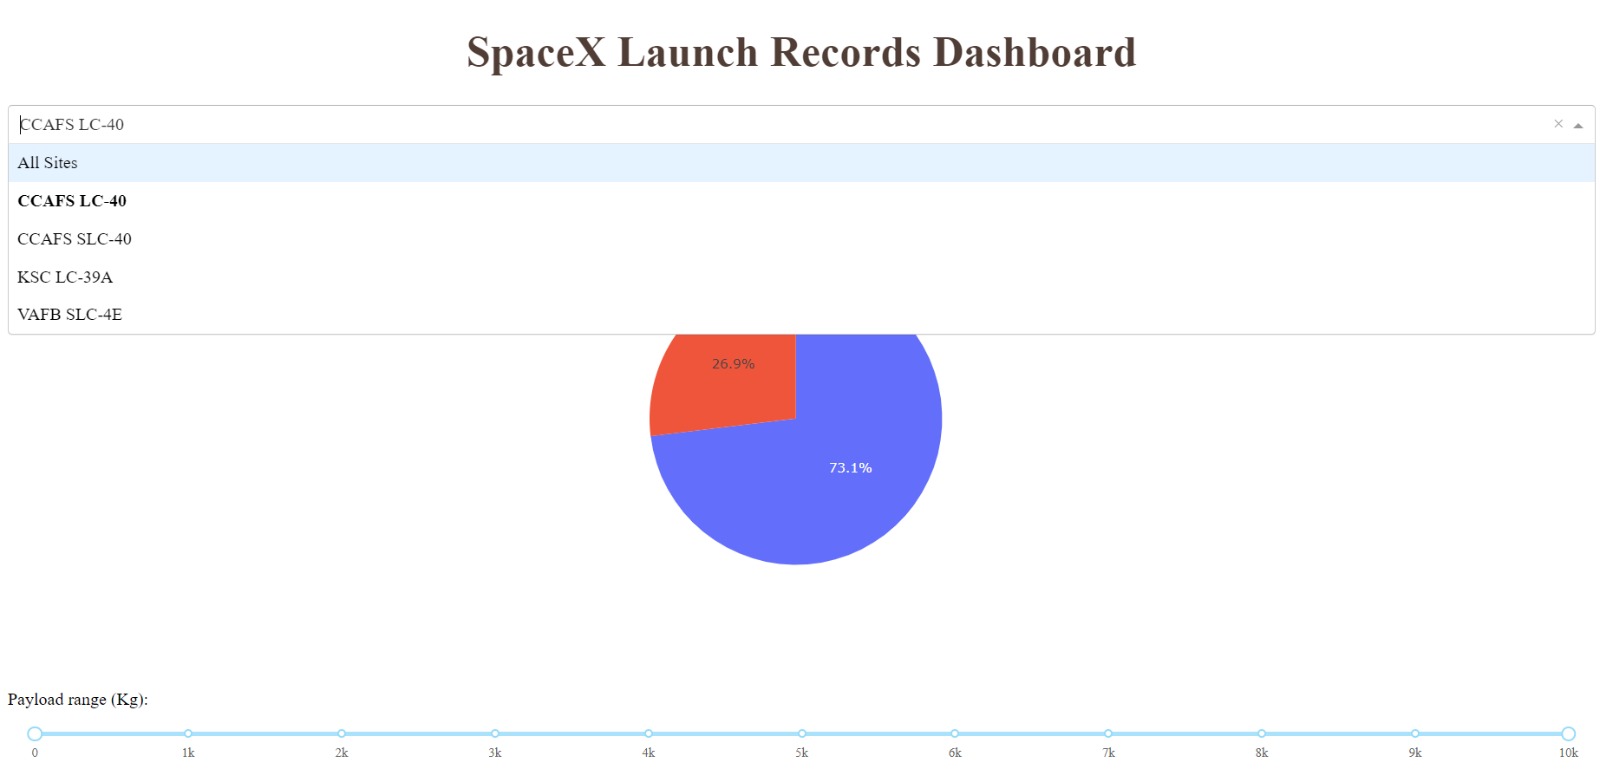 SpaceX Launch Records Dashboard
CCAFS LC-40
All Sites
CCAFS LC-40
CCAFS SLC-40
KSC LC-39A
VAFB SLC-4E
26.9%
73.1%
Payload range (Kg):
0 1k 2k 3k 4k 5k 6k 7k 8k 9k 10k